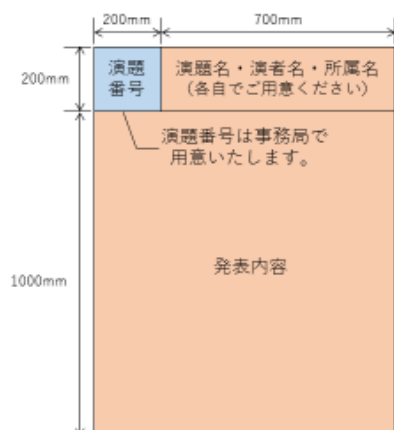 200mm
700mm
200mm
演題
番号
演題名・演者名・所属名
（各自でご用意ください）
演題番号は事務局で
用意いたします。
発表内容
1000mm